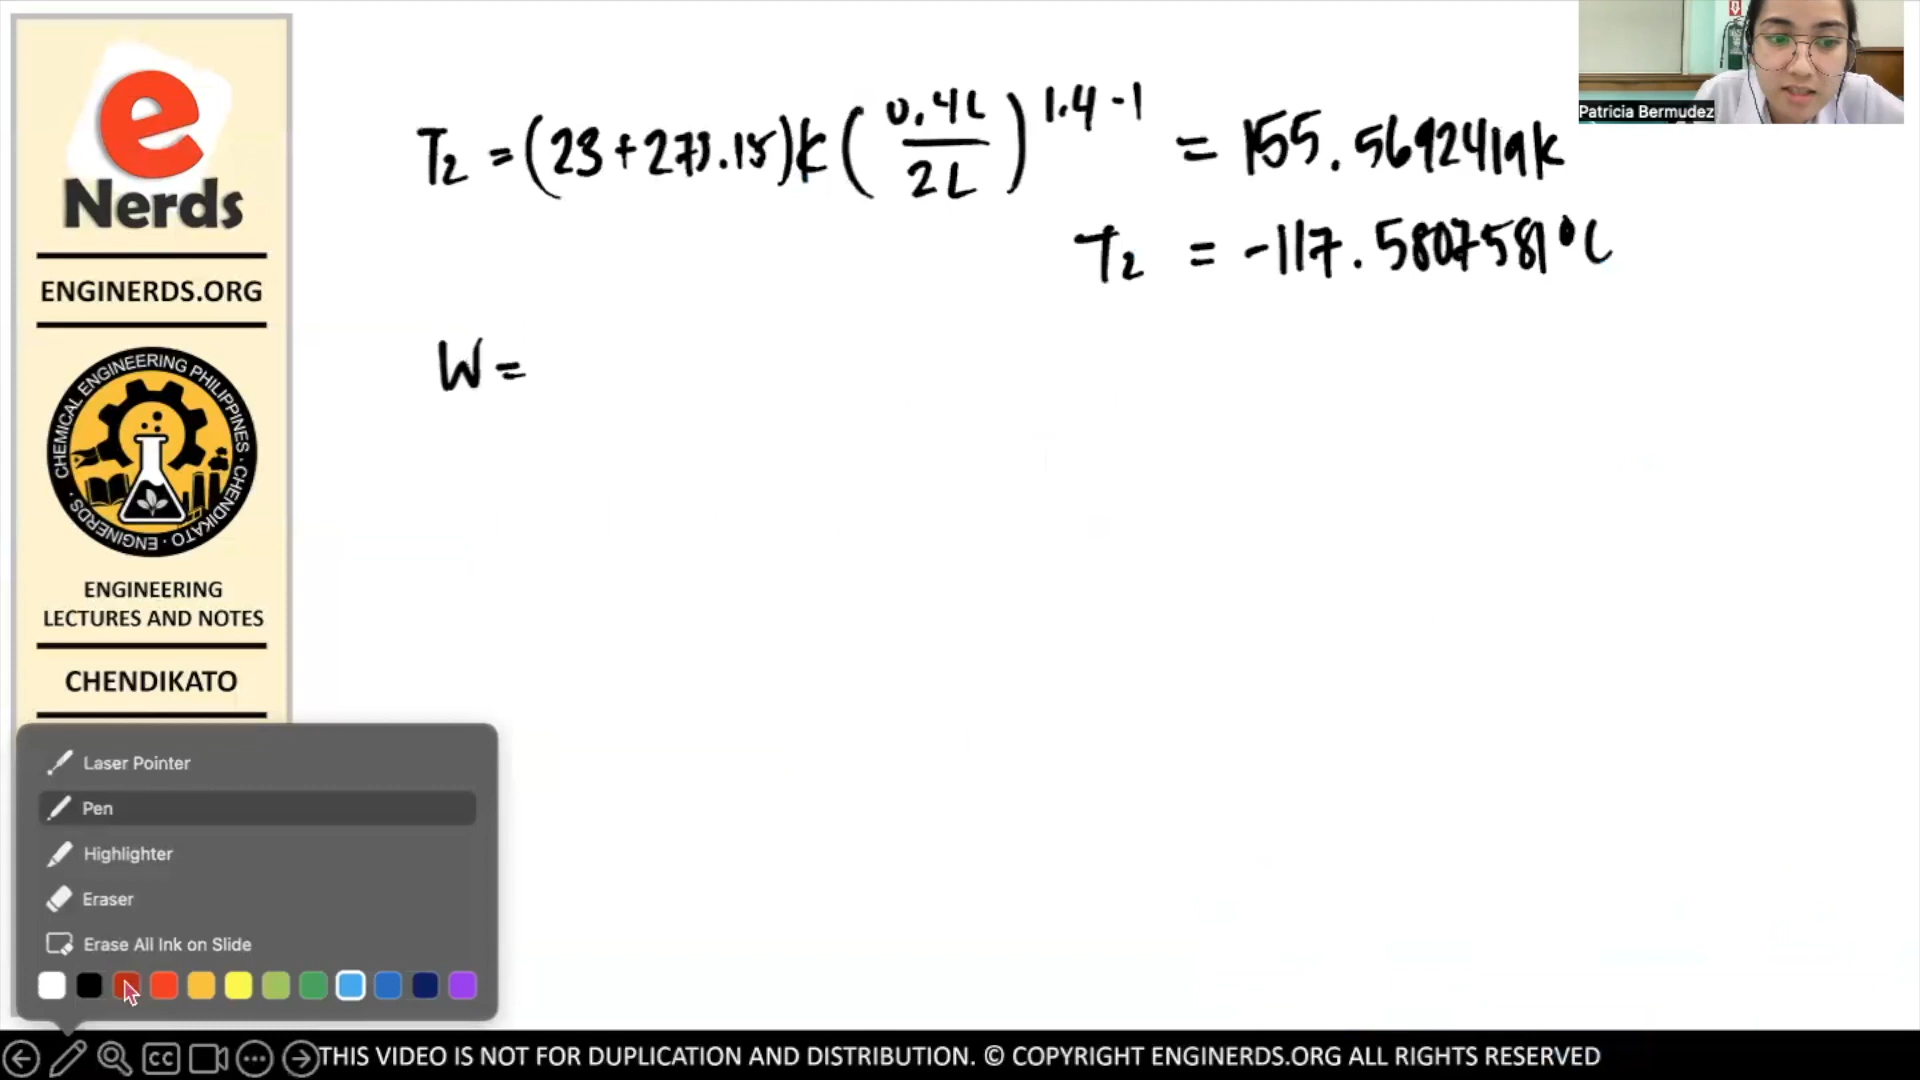 e
Nerds
ENGINERDS.ORG
CHEMICAL ENGINEERING PHILIPPINES · CHENDIKATO · ENGINERDS ·
ENGINEERING
LECTURES AND NOTES
CHENDIKATO
T₂ = (23 + 273.15)K (0.4L / 2L)^1.4-1 = 155.5692419K
T₂ = -117.5807581°C
W =
Patricia Bermudez
Laser Pointer
Pen
Highlighter
Eraser
Erase All Ink on Slide
CC
THIS VIDEO IS NOT FOR DUPLICATION AND DISTRIBUTION. © COPYRIGHT ENGINERDS.ORG ALL RIGHTS RESERVED